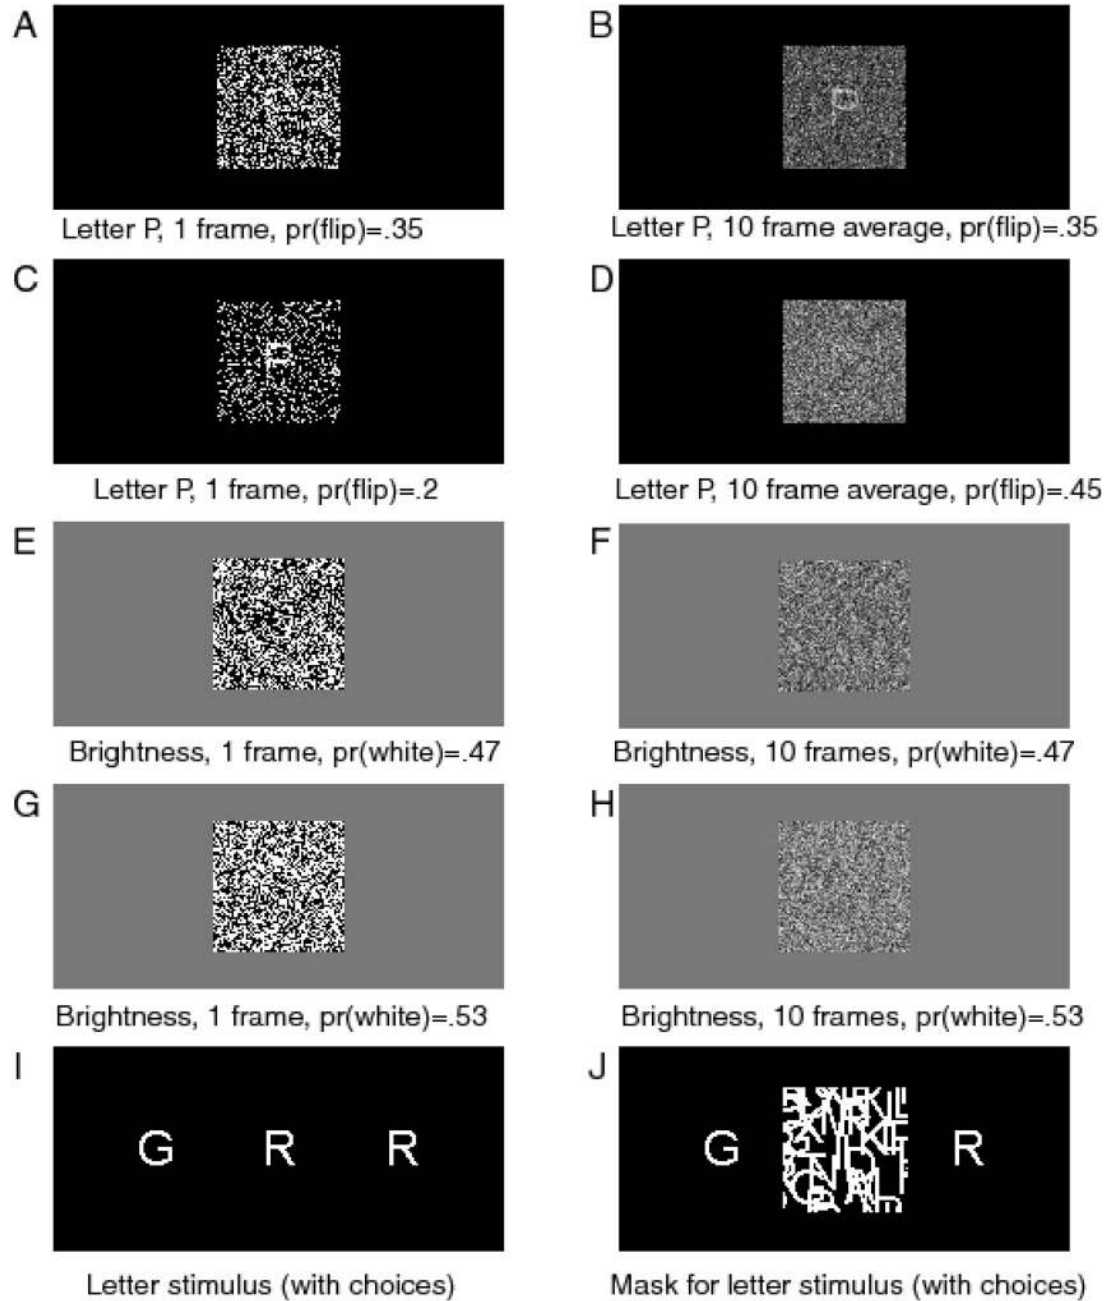 A
B
Letter P, 1 frame, pr(flip)=.35
Letter P, 10 frame average, pr(flip)=.35
C
D
Letter P, 1 frame, pr(flip)=.2
Letter P, 10 frame average, pr(flip)=.45
E
F
Brightness, 1 frame, pr(white)=.47
Brightness, 10 frames, pr(white)=.47
G
H
Brightness, 1 frame, pr(white)=.53
Brightness, 10 frames, pr(white)=.53
I
J
G R R
G R
Letter stimulus (with choices)
Mask for letter stimulus (with choices)